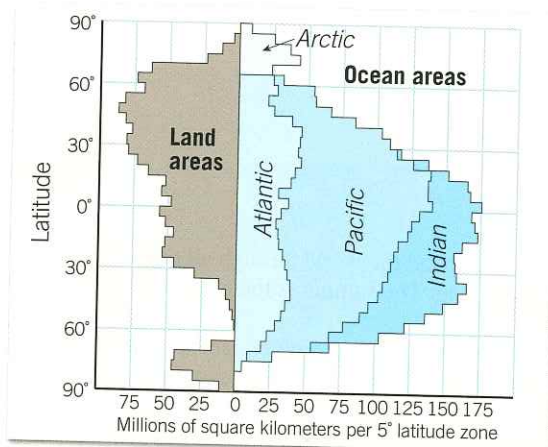 90°
Arctic
60°
Ocean areas
30°
Land
areas
Latitude
0°
Atlantic
Pacific
Indian
30°
60°
90°
75 50 25 0 25 50 75 100 125 150 175
Millions of square kilometers per 5° latitude zone